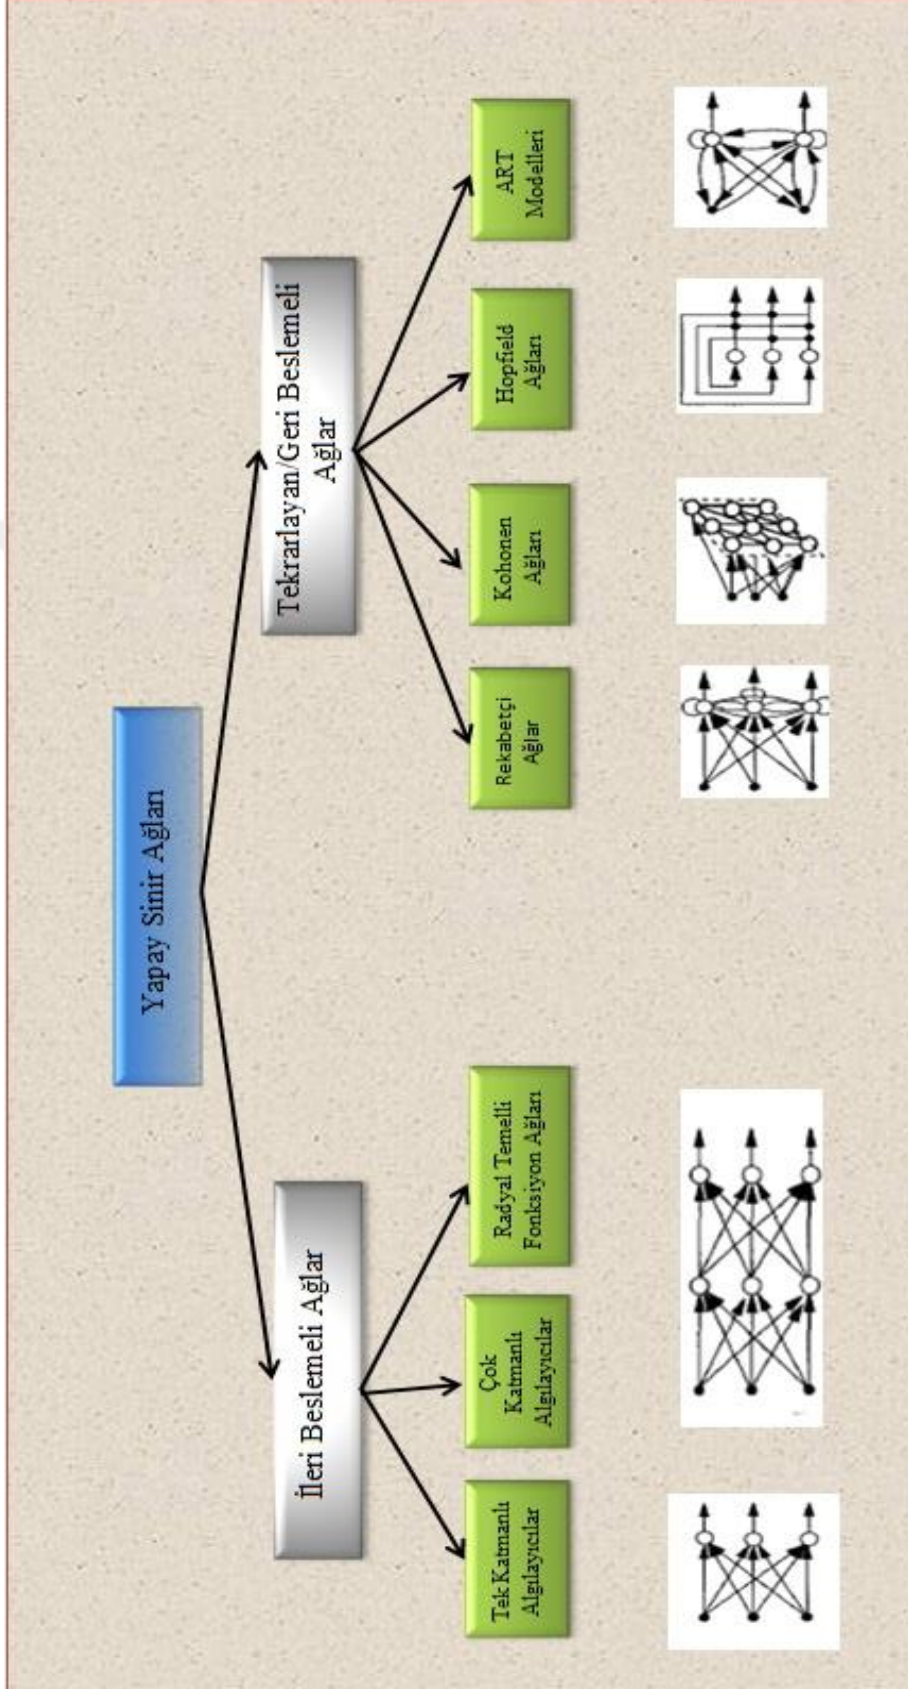 Yapay Sinir Ağları
İleri Beslemeli Ağlar
Tekrarlayan/Geri Beslemeli
Ağlar
Tek Katmanlı
Algılayıcılar
Çok
Katmanlı
Algılayıcılar
Radyal Temelli
Fonksiyon Ağları
Rekabetçi
Ağlar
Kohonen
Ağları
Hopfield
Ağları
ART
Modelleri